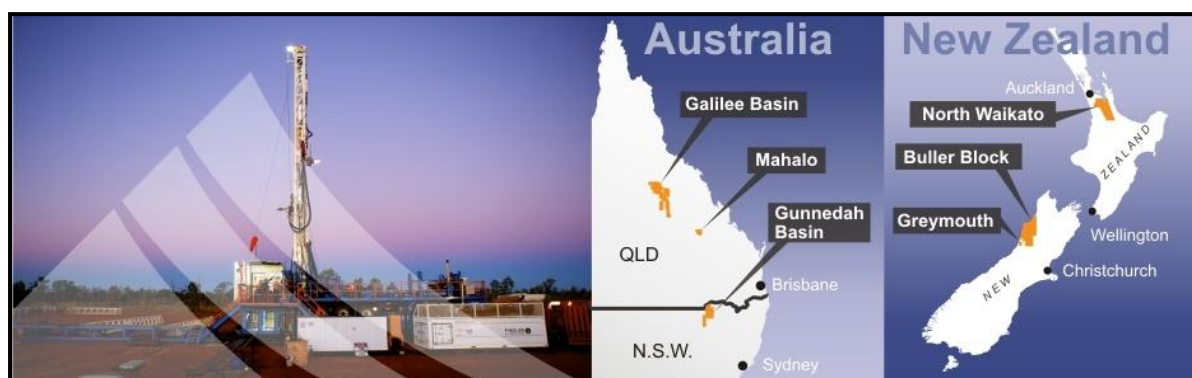 Australia
Galilee Basin
Mahalo
Gunnedah
Basin
QLD
Brisbane
N.S.W.
Sydney
New Zealand
Auckland
North Waikato
Buller Block
Greymouth
ZEALAND
Wellington
Christchurch
NEW